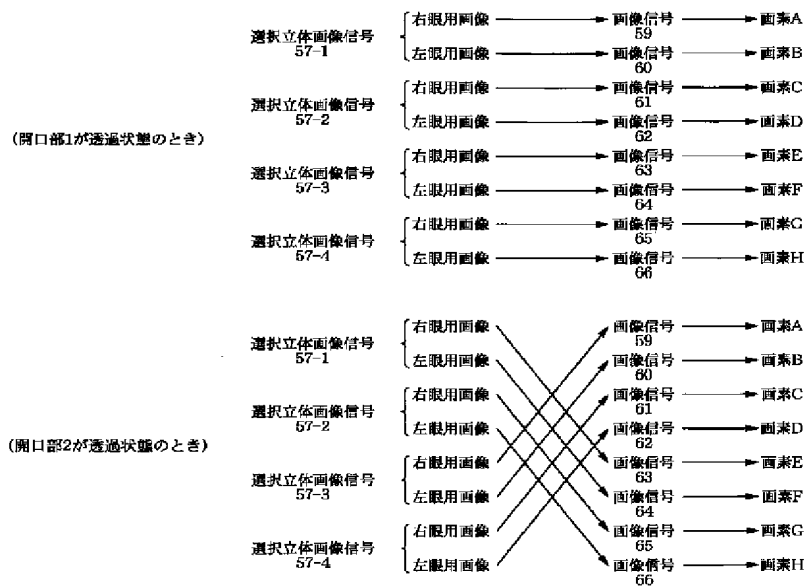 (開口部1が透過状態のとき)
選択立体画像信号
57-1
右眼用画像 画像信号 画素A
59
左眼用画像 画像信号 画素B
60
選択立体画像信号
57-2
右眼用画像 画像信号 画素C
61
左眼用画像 画像信号 画素D
62
選択立体画像信号
57-3
右眼用画像 画像信号 画素E
63
左眼用画像 画像信号 画素F
64
選択立体画像信号
57-4
右眼用画像 画像信号 画素G
65
左眼用画像 画像信号 画素H
66
(開口部2が透過状態のとき)
選択立体画像信号
57-1
右眼用画像 画像信号 画素A
59
左眼用画像 画像信号 画素B
60
選択立体画像信号
57-2
右眼用画像 画像信号 画素C
61
左眼用画像 画像信号 画素D
62
選択立体画像信号
57-3
右眼用画像 画像信号 画素E
63
左眼用画像 画像信号 画素F
64
選択立体画像信号
57-4
右眼用画像 画像信号 画素G
65
左眼用画像 画像信号 画素H
66